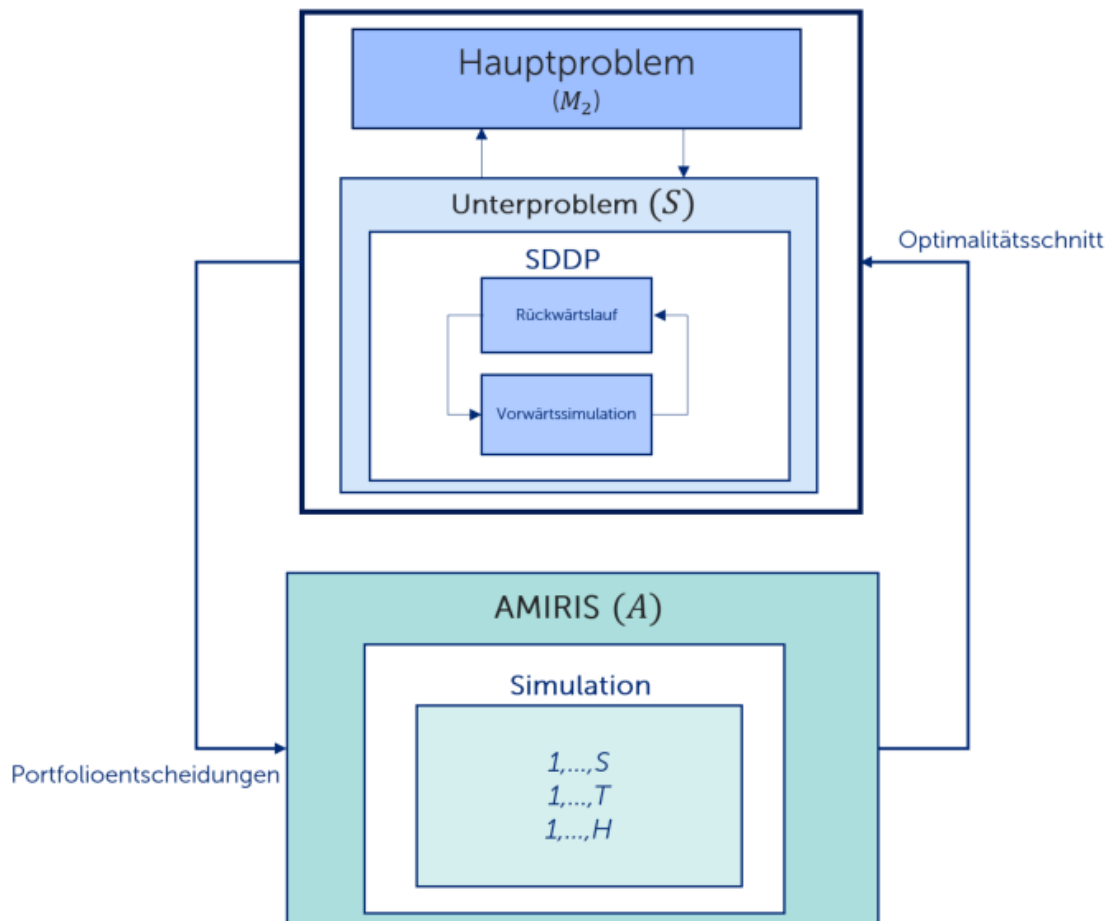 Hauptproblem
(M₂)
Unterproblem (S)
Optimalitätsschnitt
SDDP
Rückwärtslauf
Vorwärtssimulation
AMIRIS (A)
Simulation
Portfolioentscheidungen
1,...,S
1,...,T
1,...,H